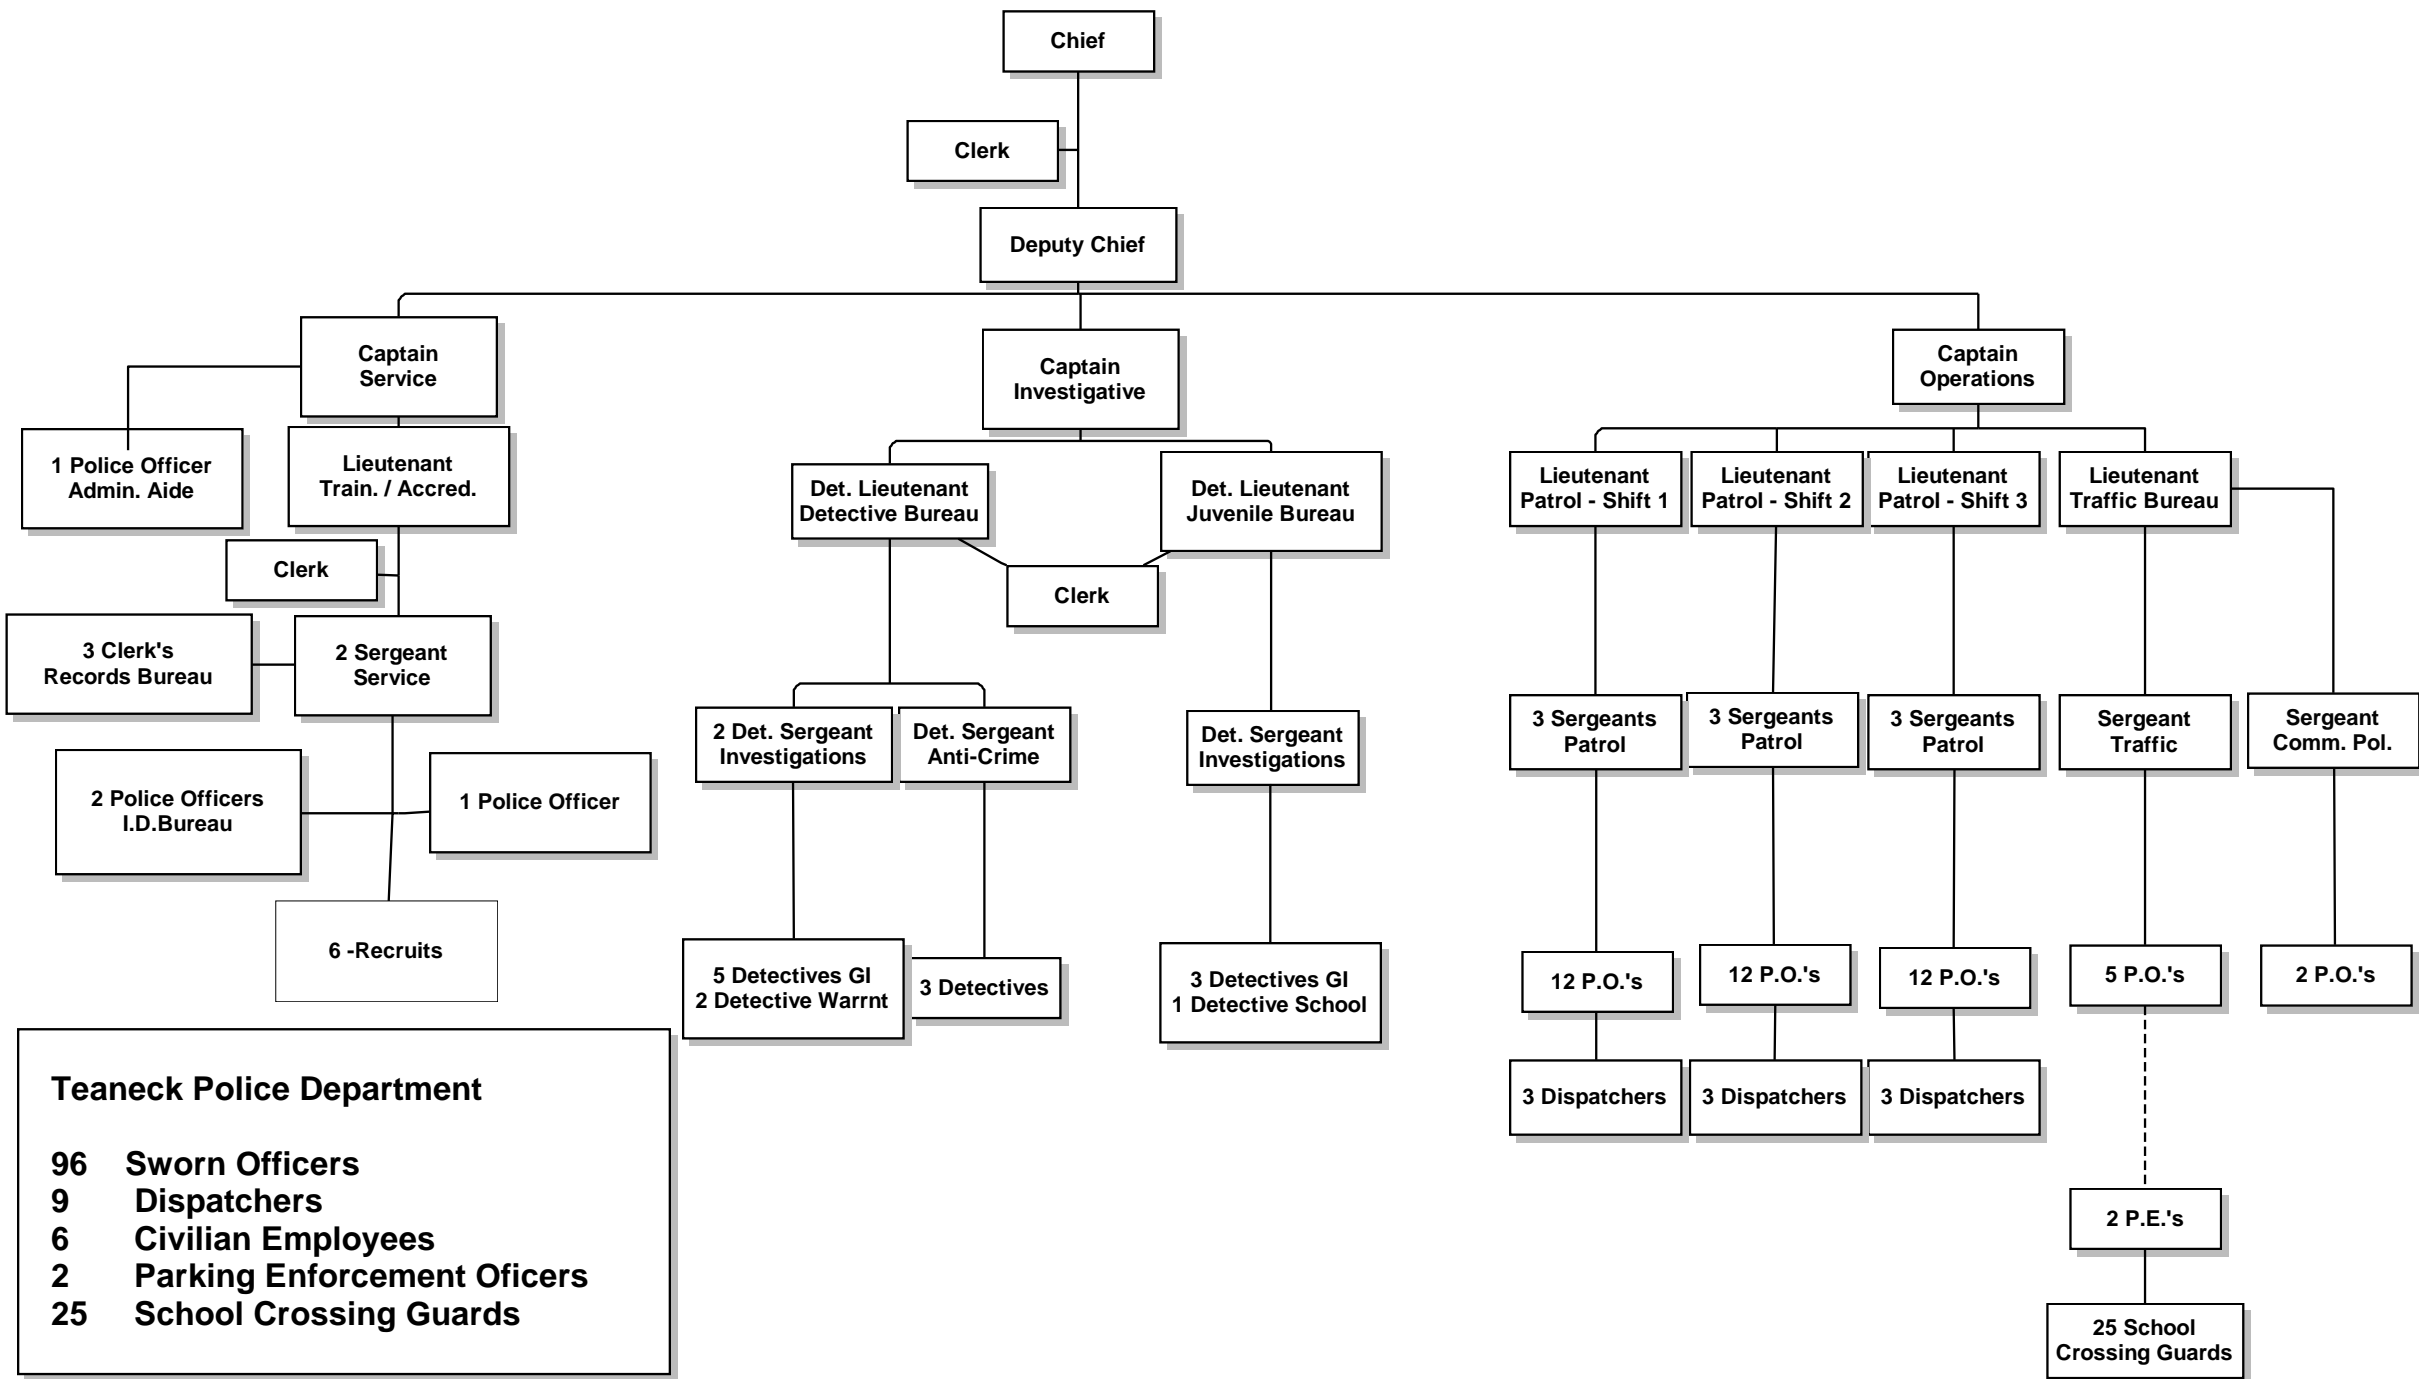 Chief
Clerk
Deputy Chief
Captain
Service
Captain
Investigative
Captain
Operations
1 Police Officer
Admin. Aide
Lieutenant
Train. / Accred.
Det. Lieutenant
Detective Bureau
Det. Lieutenant
Juvenile Bureau
Lieutenant
Patrol - Shift 1
Lieutenant
Patrol - Shift 2
Lieutenant
Patrol - Shift 3
Lieutenant
Traffic Bureau
Clerk
Clerk
3 Clerk's
Records Bureau
2 Sergeant
Service
2 Det. Sergeant
Investigations
Det. Sergeant
Anti-Crime
Det. Sergeant
Investigations
3 Sergeants
Patrol
3 Sergeants
Patrol
3 Sergeants
Patrol
Sergeant
Traffic
Sergeant
Comm. Pol.
2 Police Officers
I.D.Bureau
1 Police Officer
6 -Recruits
5 Detectives GI
2 Detective Warrnt
3 Detectives
3 Detectives GI
1 Detective School
12 P.O.'s
12 P.O.'s
12 P.O.'s
5 P.O.'s
2 P.O.'s
3 Dispatchers
3 Dispatchers
3 Dispatchers
2 P.E.'s
25 School
Crossing Guards
Teaneck Police Department
96 Sworn Officers
9 Dispatchers
6 Civilian Employees
2 Parking Enforcement Oficers
25 School Crossing Guards